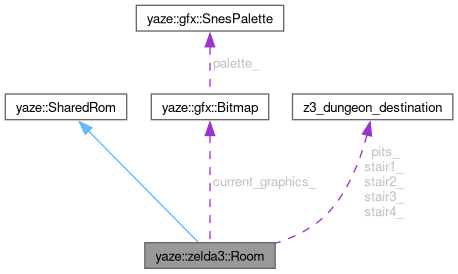 yaze::gfx::SnesPalette
palette_
yaze::SharedRom
yaze::gfx::Bitmap
z3_dungeon_destination
current_graphics_
pits_
stair1_
stair2_
stair3_
stair4_
yaze::zelda3::Room